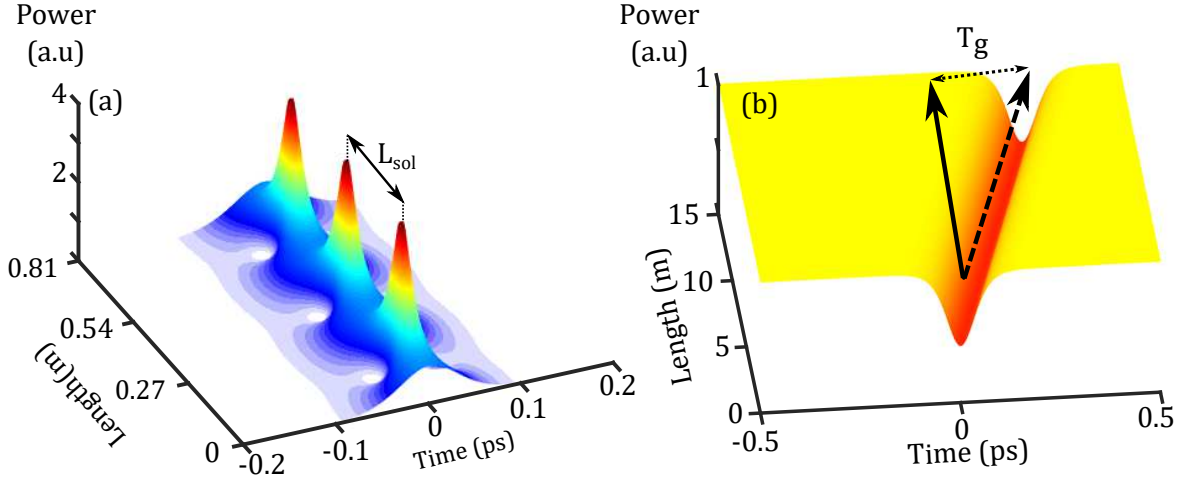 Power
(a.u)
(a)
4
2
0.81
0.54
0.27
0
Length(m)
L_sol
-0.2
-0.1
0
0.1
0.2
Time (ps)
Power
(a.u)
(b)
T_g
1
15
10
5
0
Length (m)
-0.5
0
0.5
Time (ps)